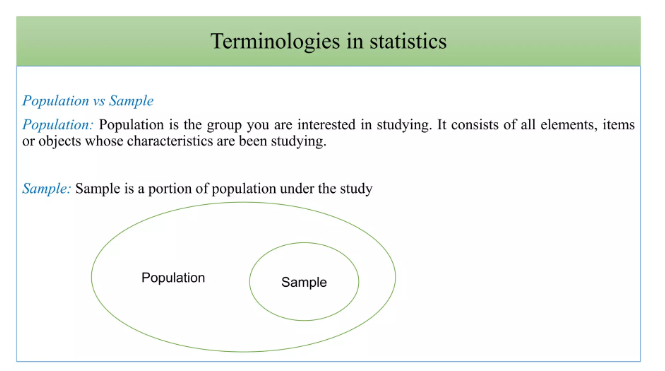 Terminologies in statistics
Population vs Sample
Population: Population is the group you are interested in studying. It consists of all elements, items
or objects whose characteristics are been studying.
Sample: Sample is a portion of population under the study
Population
Sample